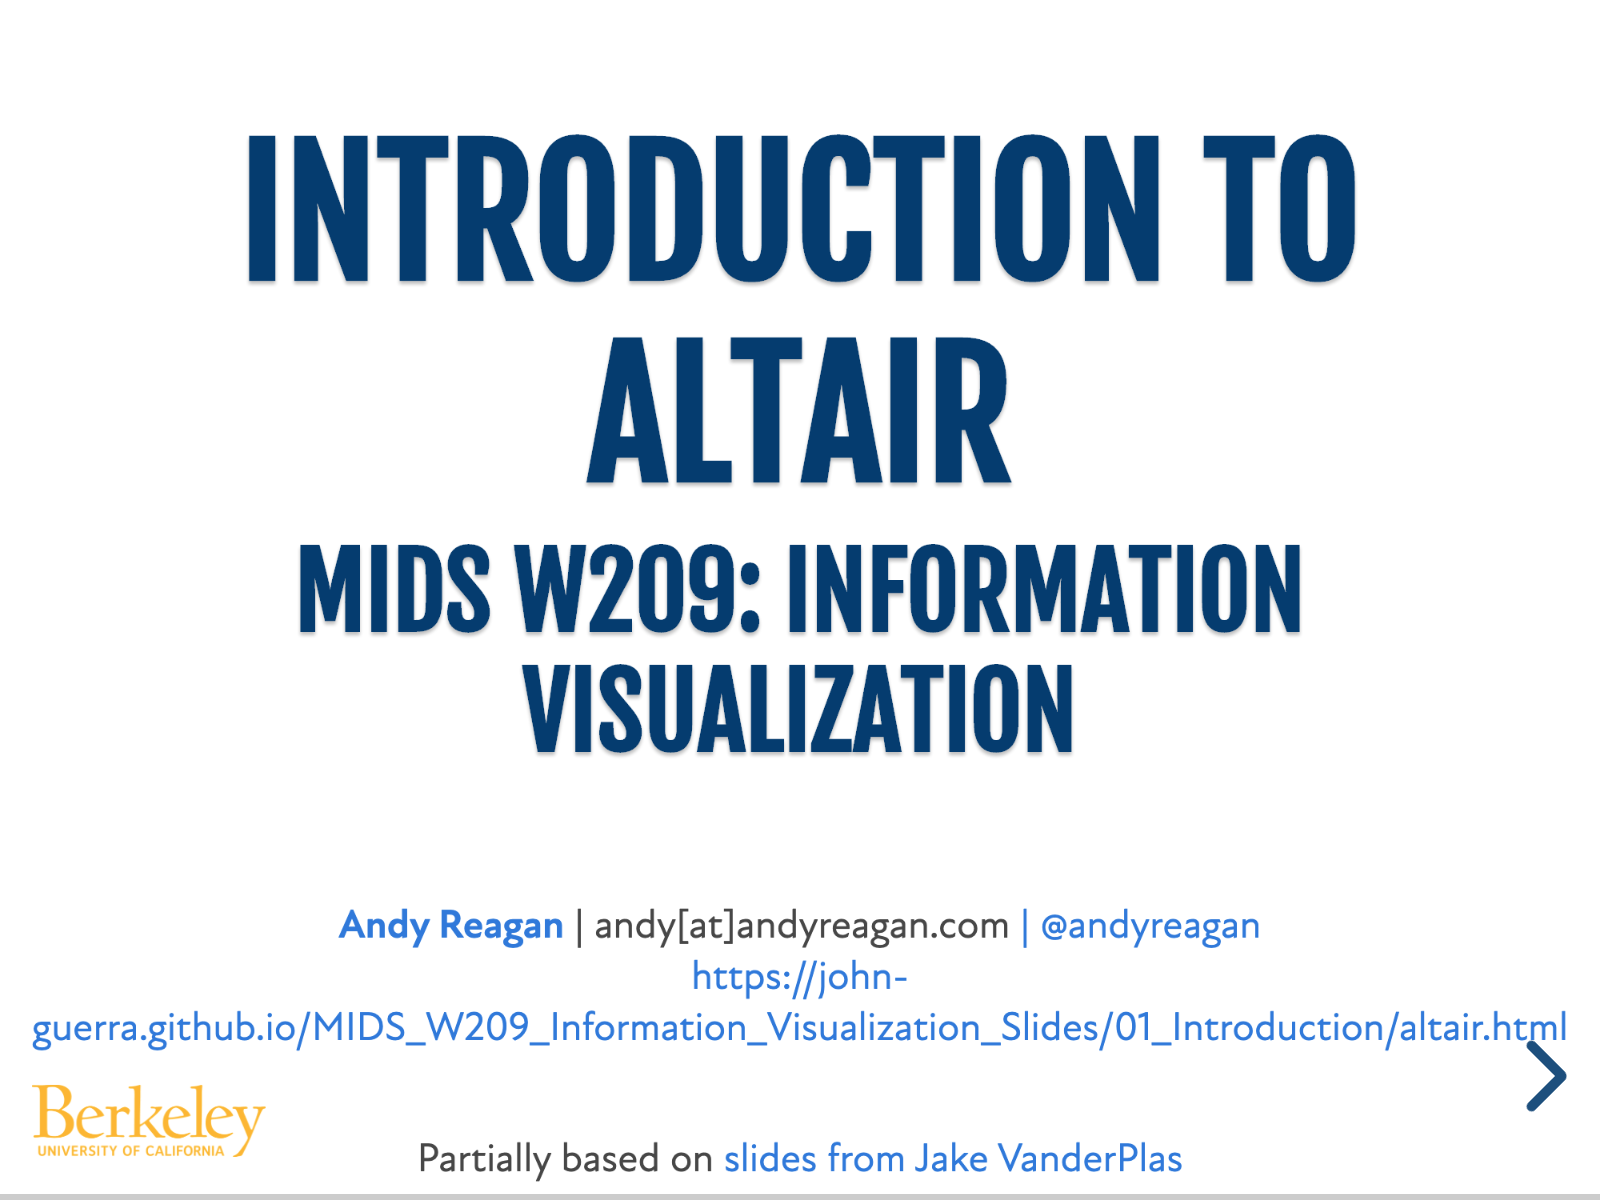 INTRODUCTION TO
ALTAIR
MIDS W209: INFORMATION
VISUALIZATION
Andy Reagan | andy[at]andyreagan.com | @andyreagan
https://john-
guerra.github.io/MIDS_W209_Information_Visualization_Slides/01_Introduction/altair.html
Berkeley
UNIVERSITY OF CALIFORNIA
Partially based on slides from Jake VanderPlas